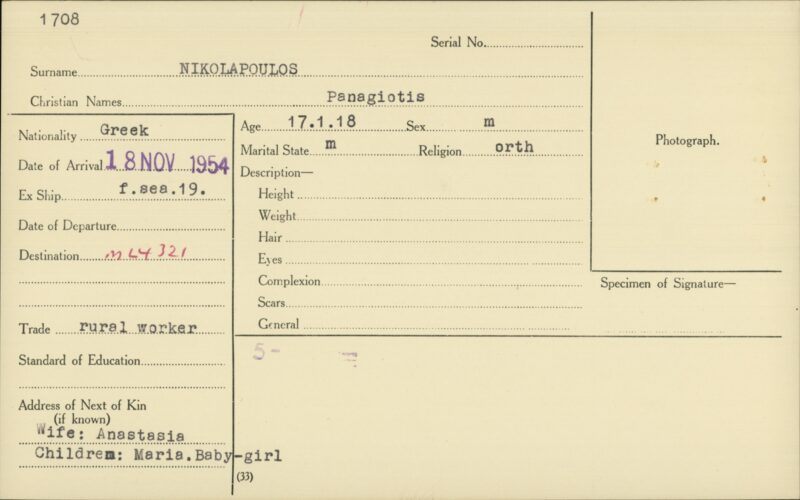 1708
Serial No.
Surname NIKOLAPOULOS
Christian Names Panagiotis
Nationality Greek
Date of Arrival 18 NOV 1954
Ex Ship f.sea.19.
Date of Departure
Destination ML4321
Trade rural worker
Standard of Education
Address of Next of Kin
(if known)
Wife: Anastasia
Children: Maria.Baby-girl
Age 17.1.18 Sex m
Marital State m Religion orth
Description—
Height
Weight
Hair
Eyes
Complexion
Scars
General
5-
(33)
Photograph.
Specimen of Signature—